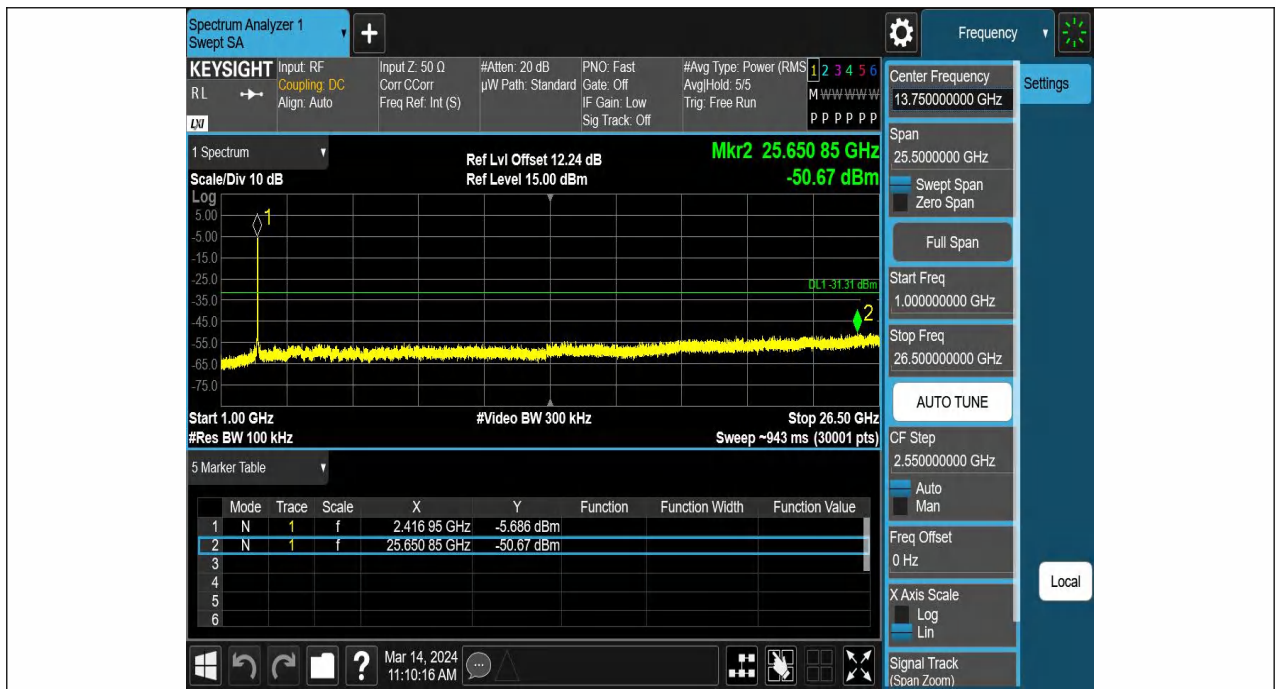 Spectrum Analyzer 1
Swept SA
+
Frequency
KEYSIGHT
RL
LXI
Input: RF
Coupling: DC
Align: Auto
Input Z: 50 Ω
Corr CCorr
Freq Ref: Int (S)
#Atten: 20 dB
µW Path: Standard
PNO: Fast
Gate: Off
IF Gain: Low
Sig Track: Off
#Avg Type: Power (RMS
Avg|Hold: 5/5
Trig: Free Run
1 2 3 4 5 6
M W W W W W
P P P P P P
1 Spectrum
Scale/Div 10 dB
Ref Lvl Offset 12.24 dB
Ref Level 15.00 dBm
Mkr2 25.650 85 GHz
-50.67 dBm
Log
5.00
-5.00
-15.0
-25.0
-35.0
-45.0
-55.0
-65.0
-75.0
1
DL1 -31.31 dBm
2
Start 1.00 GHz
#Video BW 300 kHz
Stop 26.50 GHz
#Res BW 100 kHz
Sweep ~943 ms (30001 pts)
5 Marker Table
Mode Trace Scale X Y Function Function Width Function Value
1 N 1 f 2.416 95 GHz -5.686 dBm
2 N 1 f 25.650 85 GHz -50.67 dBm
3
4
5
6
?
Mar 14, 2024
11:10:16 AM
Center Frequency
13.750000000 GHz
Settings
Span
25.5000000 GHz
Swept Span
Zero Span
Full Span
Start Freq
1.000000000 GHz
Stop Freq
26.500000000 GHz
AUTO TUNE
CF Step
2.550000000 GHz
Auto
Man
Freq Offset
0 Hz
Local
X Axis Scale
Log
Lin
Signal Track
(Span Zoom)